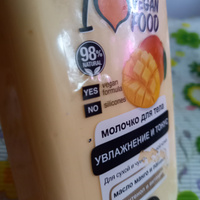 I
VEGAN
FOOD
98%
NATURAL
YES vegan formula
NO silicones
МОЛОЧКО ДЛЯ ТЕЛА
УВЛАЖНЕНИЕ И ТОНУС
Для сухой и
масло манго и